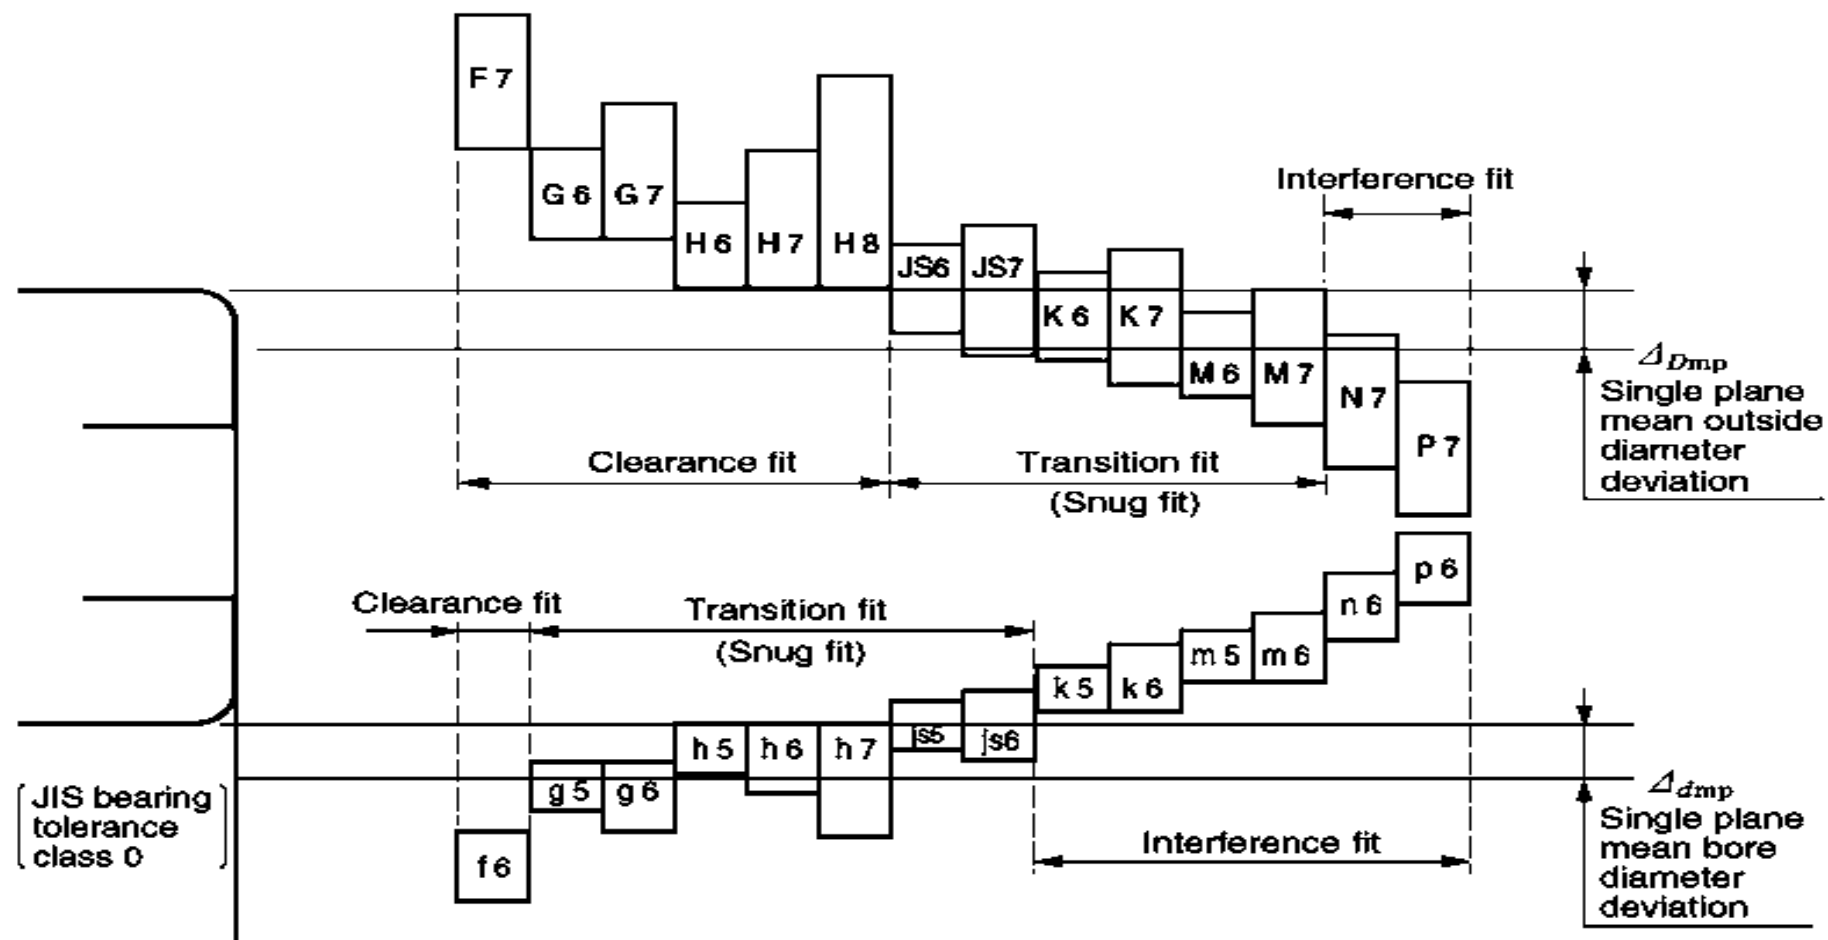 F 7
G 6
G 7
H 6
H 7
H 8
JS6
JS7
K 6
K 7
M 6
M 7
N 7
P 7
Interference fit
Clearance fit
Transition fit
(Snug fit)
ΔDmp
Single plane
mean outside
diameter
deviation
Clearance fit
Transition fit
(Snug fit)
f 6
g 5
g 6
h 5
h 6
h 7
js5
js6
k 5
k 6
m 5
m 6
n 6
p 6
Interference fit
JIS bearing
tolerance
class 0
Δdmp
Single plane
mean bore
diameter
deviation